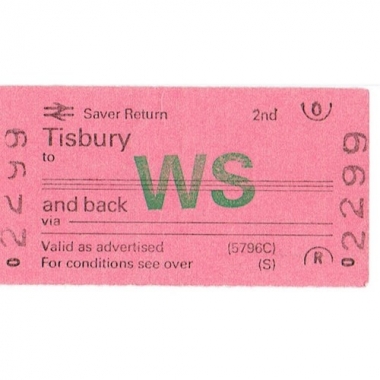 Saver Return 2nd (0)
Tisbury
to
WS
and back
via
Valid as advertised (5796C)
For conditions see over (S)
(R)
02299
02299